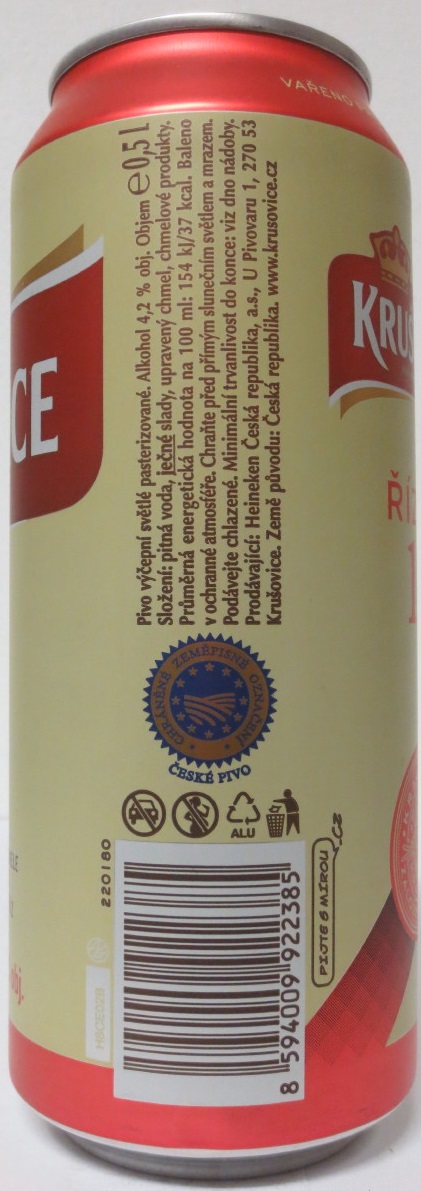 VAŘENO
CE
KRUŠ
Pivo výčepní světlé pasterizované. Alkohol 4,2 % obj. Objem e 0,5 L
Složení: pitná voda, ječné slady, upravený chmel, chmelové produkty.
Průměrná energetická hodnota na 100 ml: 154 kJ/37 kcal. Baleno
v ochranné atmosféře. Chraňte před přímým slunečním světlem a mrazem.
Podávejte chlazené. Minimální trvanlivost do konce: viz dno nádoby.
Prodávající: Heineken Česká republika, a.s., U Pivovaru 1, 270 53
Krušovice. Země původu: Česká republika. www.krusovice.cz
CHRÁNĚNÉ ZEMĚPISNÉ OZNAČENÍ
ČESKÉ PIVO
ALU
220180
PIJTE S MÍROU.CZ
8 594009 922385
obj.